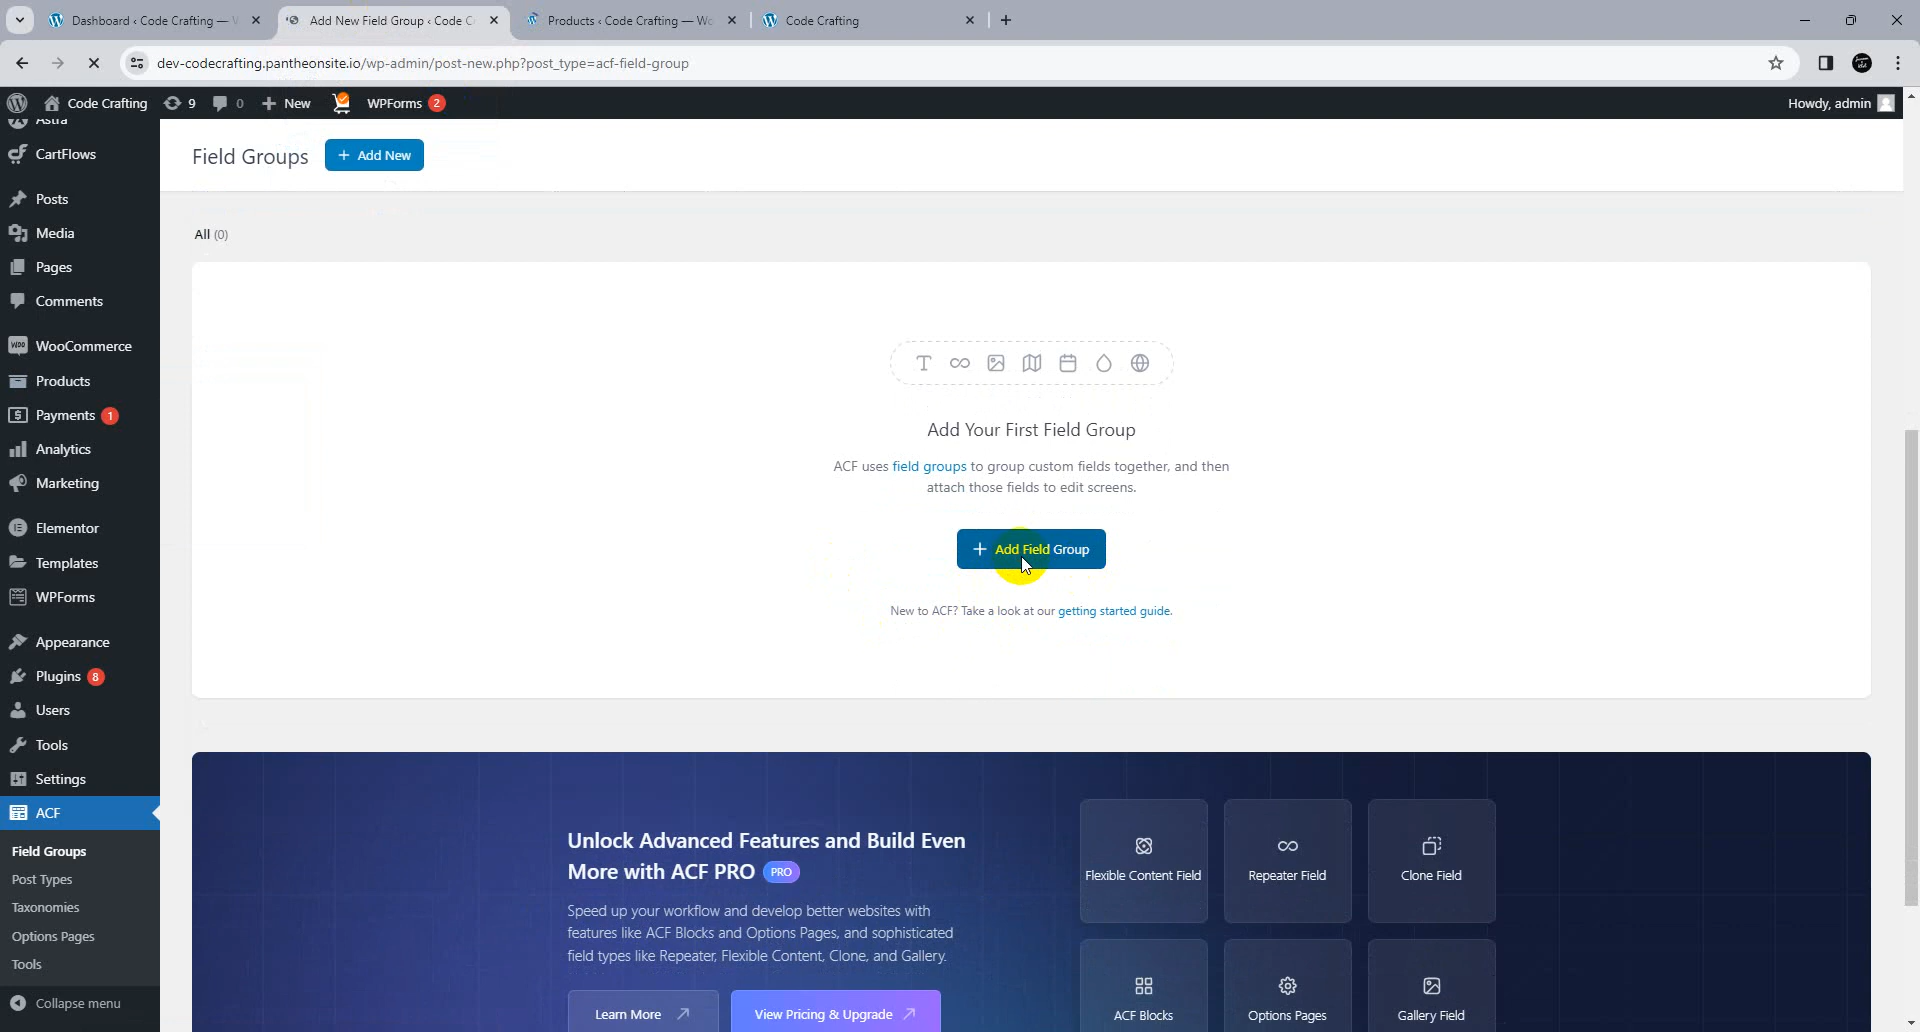 Dashboard ‹ Code Crafting — W
Add New Field Group ‹ Code C
Products ‹ Code Crafting — Wo
Code Crafting
dev-codecrafting.pantheonsite.io/wp-admin/post-new.php?post_type=acf-field-group
Code Crafting
9
0
New
WPForms 2
Howdy, admin
Astra
CartFlows
Posts
Media
Pages
Comments
WooCommerce
Products
Payments 1
Analytics
Marketing
Elementor
Templates
WPForms
Appearance
Plugins 8
Users
Tools
Settings
ACF
Field Groups
Post Types
Taxonomies
Options Pages
Tools
Collapse menu
Field Groups
+ Add New
All (0)
Add Your First Field Group
ACF uses field groups to group custom fields together, and then
attach those fields to edit screens.
+ Add Field Group
New to ACF? Take a look at our getting started guide.
Unlock Advanced Features and Build Even
More with ACF PRO PRO
Speed up your workflow and develop better websites with
features like ACF Blocks and Options Pages, and sophisticated
field types like Repeater, Flexible Content, Clone, and Gallery.
Learn More
View Pricing & Upgrade
Flexible Content Field
Repeater Field
Clone Field
ACF Blocks
Options Pages
Gallery Field